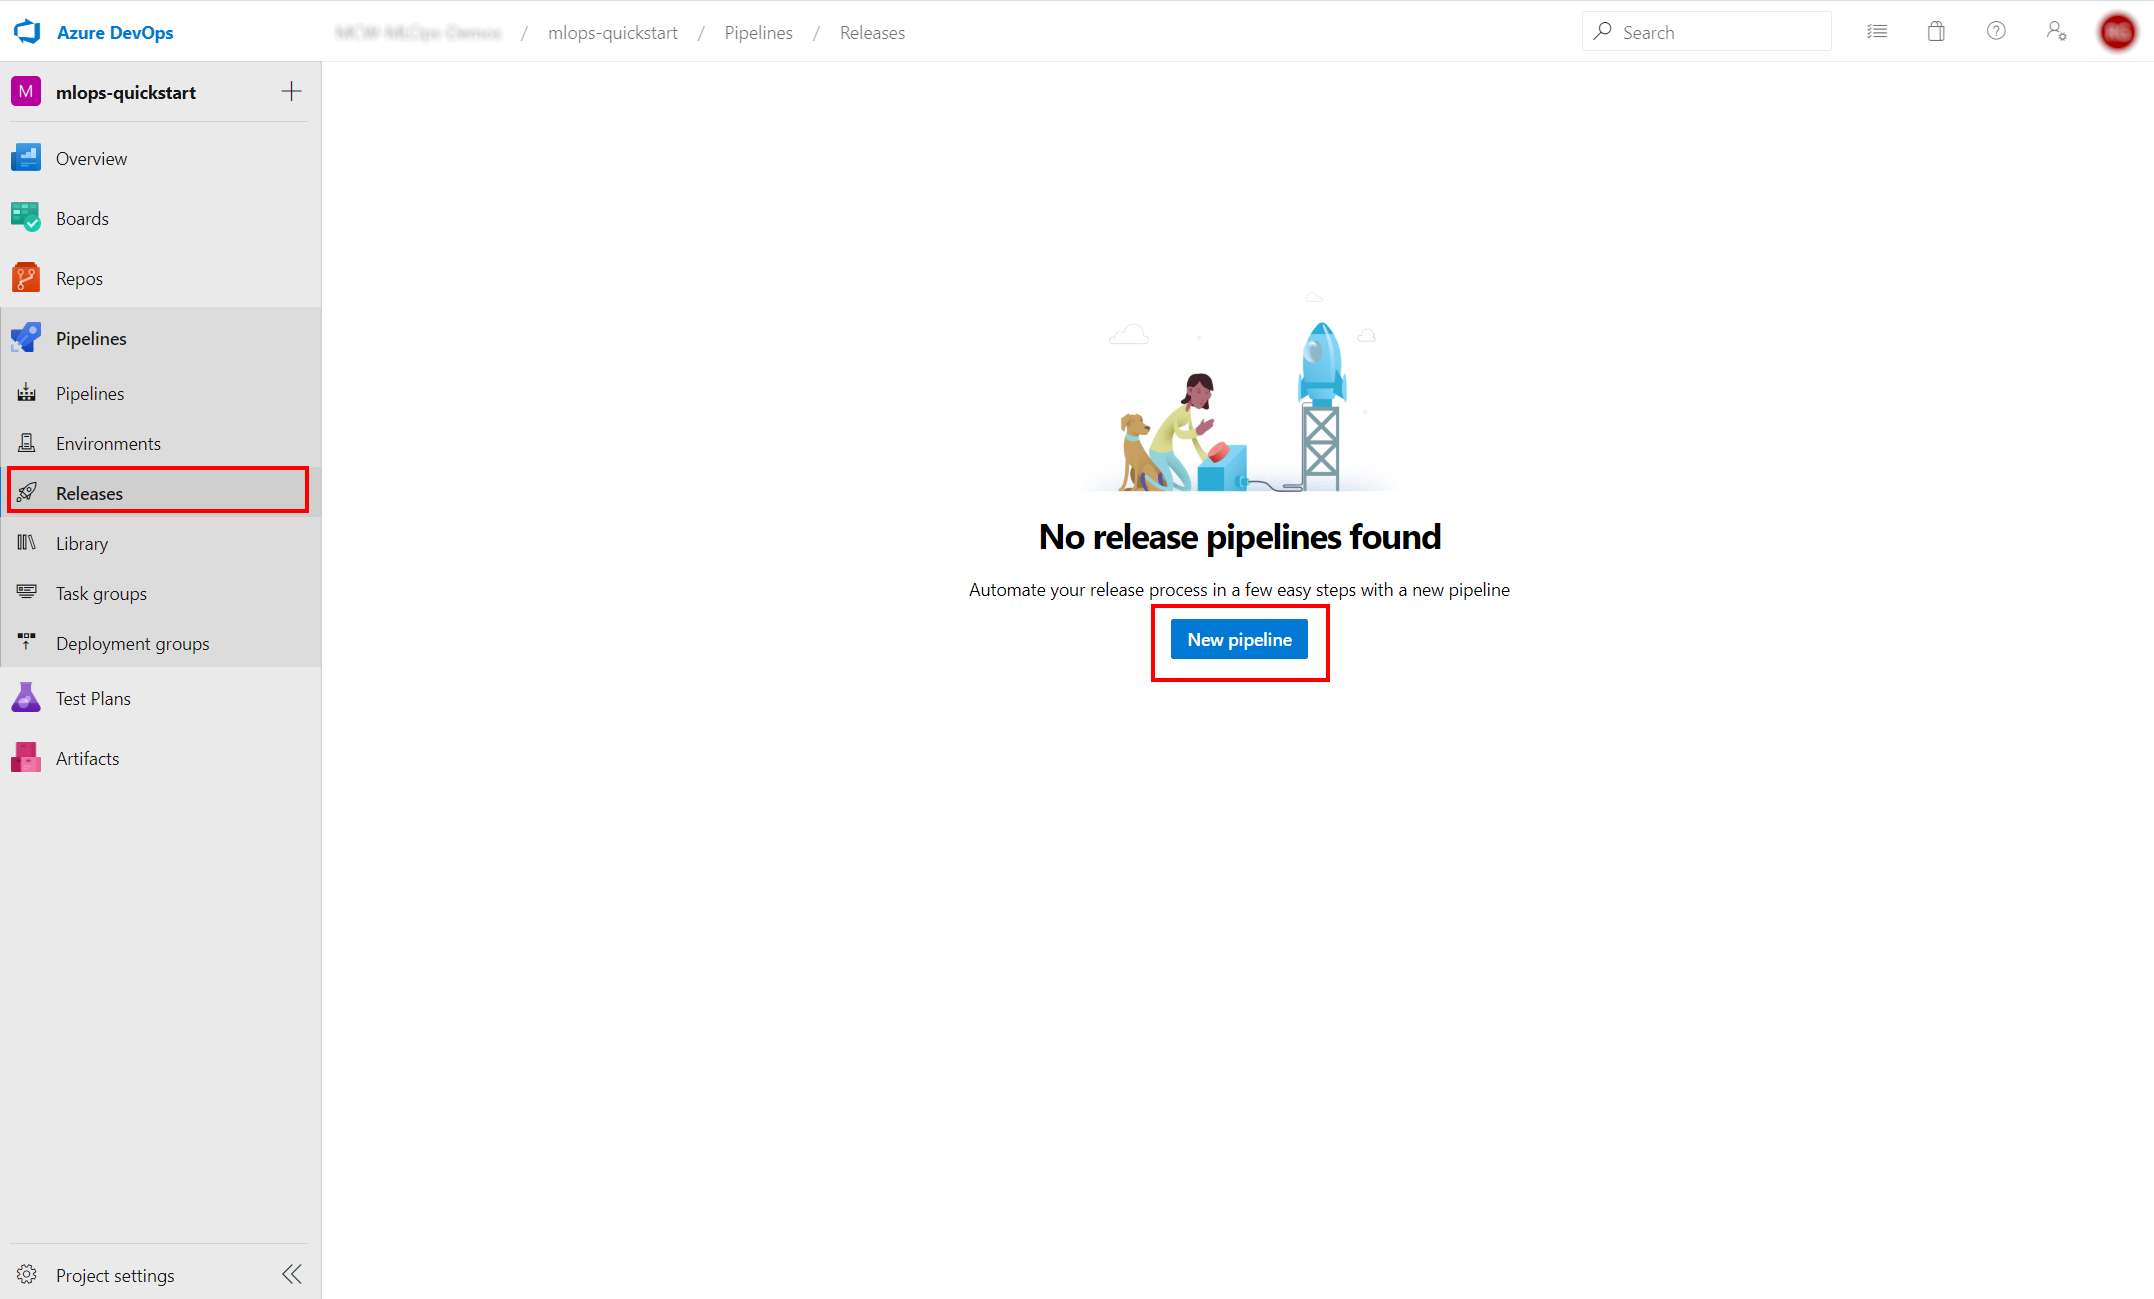 Azure DevOps
/ mlops-quickstart / Pipelines / Releases
Search
M mlops-quickstart
Overview
Boards
Repos
Pipelines
Pipelines
Environments
Releases
Library
Task groups
Deployment groups
Test Plans
Artifacts
Project settings
No release pipelines found
Automate your release process in a few easy steps with a new pipeline
New pipeline